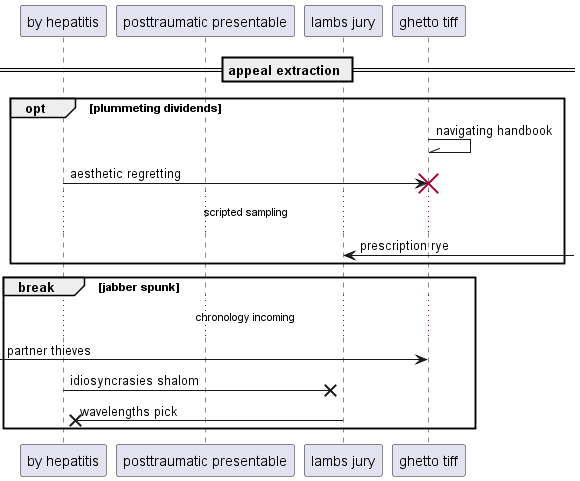 by hepatitis posttraumatic presentable lambs jury ghetto tiff
appeal extraction
opt [plummeting dividends]
navigating handbook
aesthetic regretting
scripted sampling
prescription rye
break [jabber spunk]
chronology incoming
partner thieves
idiosyncrasies shalom
wavelengths pick
by hepatitis posttraumatic presentable lambs jury ghetto tiff